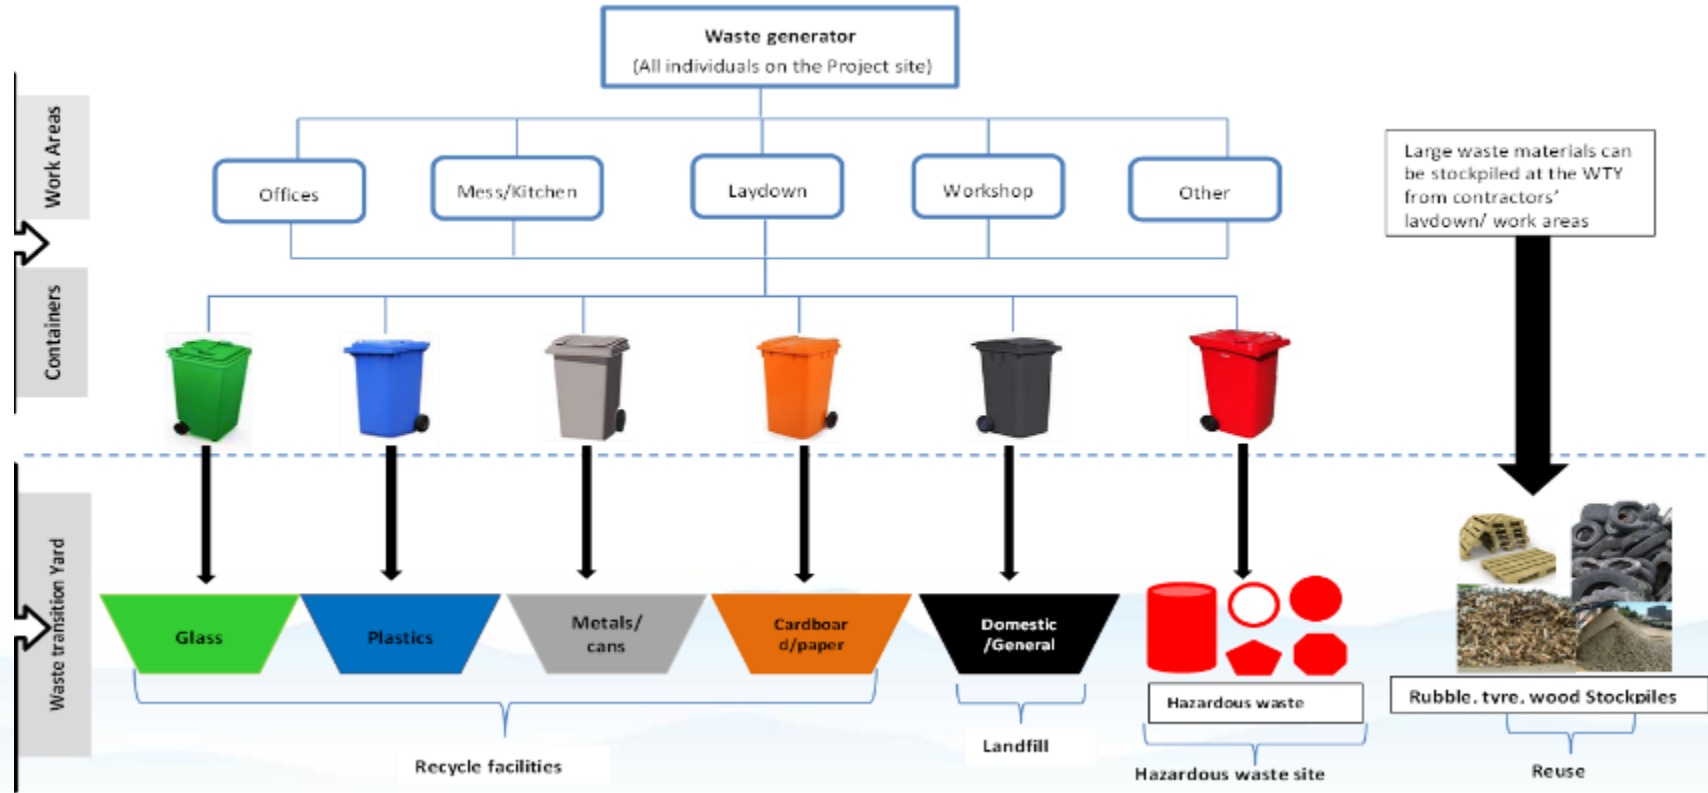 Waste generator
(All individuals on the Project site)
Work Areas
Offices
Mess/Kitchen
Laydown
Workshop
Other
Large waste materials can
be stockpiled at the WTY
from contractors’
laydown/ work areas
Containers
Waste transition Yard
Glass
Plastics
Metals/
cans
Cardboar
d/paper
Domestic
/General
Hazardous waste
Rubble, tyre, wood Stockpiles
Recycle facilities
Landfill
Hazardous waste site
Reuse